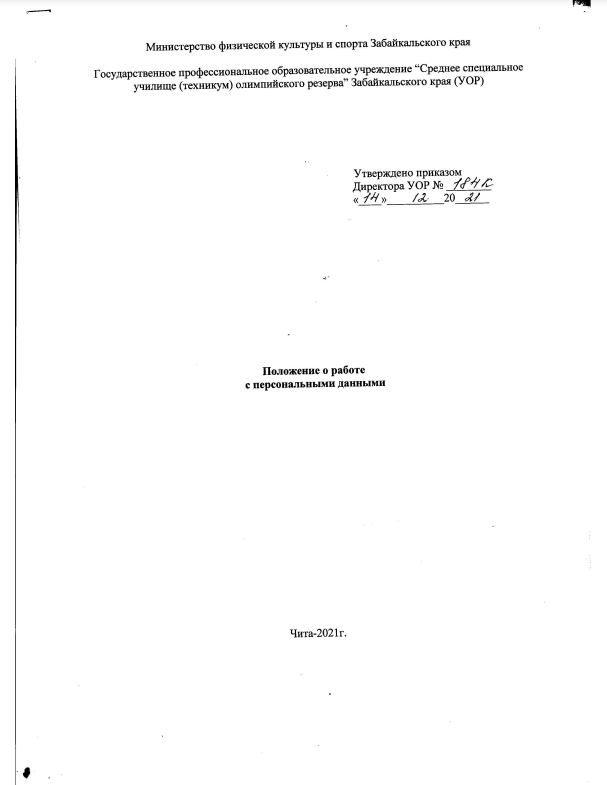 Министерство физической культуры и спорта Забайкальского края
Государственное профессиональное образовательное учреждение “Среднее специальное
училище (техникум) олимпийского резерва” Забайкальского края (УОР)
Утверждено приказом
Директора УОР № 184 К
«14» 12 20 21
Положение о работе
с персональными данными
Чита-2021г.